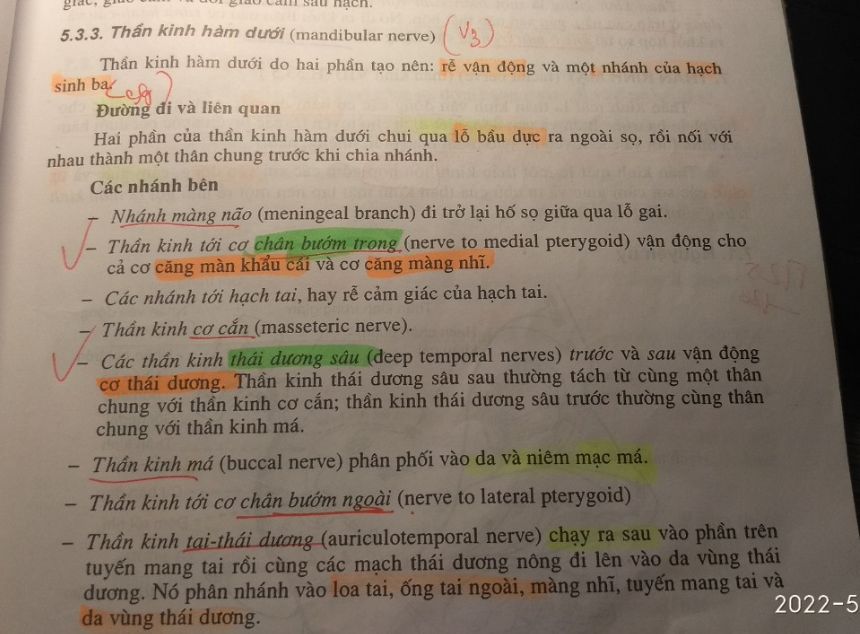 5.3.3. Thần kinh hàm dưới (mandibular nerve) (V3)
Thần kinh hàm dưới do hai phần tạo nên: rễ vận động và một nhánh của hạch
sinh ba.
Đường đi và liên quan
Hai phần của thần kinh hàm dưới chui qua lỗ bầu dục ra ngoài sọ, rồi nối với
nhau thành một thân chung trước khi chia nhánh.
Các nhánh bên
– Nhánh màng não (meningeal branch) đi trở lại hố sọ giữa qua lỗ gai.
– Thần kinh tới cơ chân bướm trong (nerve to medial pterygoid) vận động cho
cả cơ căng màn khẩu cái và cơ căng màng nhĩ.
– Các nhánh tới hạch tai, hay rễ cảm giác của hạch tai.
– Thần kinh cơ cắn (masseteric nerve).
– Các thần kinh thái dương sâu (deep temporal nerves) trước và sau vận động
cơ thái dương. Thần kinh thái dương sâu sau thường tách từ cùng một thân
chung với thần kinh cơ cắn; thần kinh thái dương sâu trước thường cùng thân
chung với thần kinh má.
– Thần kinh má (buccal nerve) phân phối vào da và niêm mạc má.
– Thần kinh tới cơ chân bướm ngoài (nerve to lateral pterygoid)
– Thần kinh tai-thái dương (auriculotemporal nerve) chạy ra sau vào phần trên
tuyến mang tai rồi cùng các mạch thái dương nông đi lên vào da vùng thái
dương. Nó phân nhánh vào loa tai, ống tai ngoài, màng nhĩ, tuyến mang tai và
da vùng thái dương.
2022-5